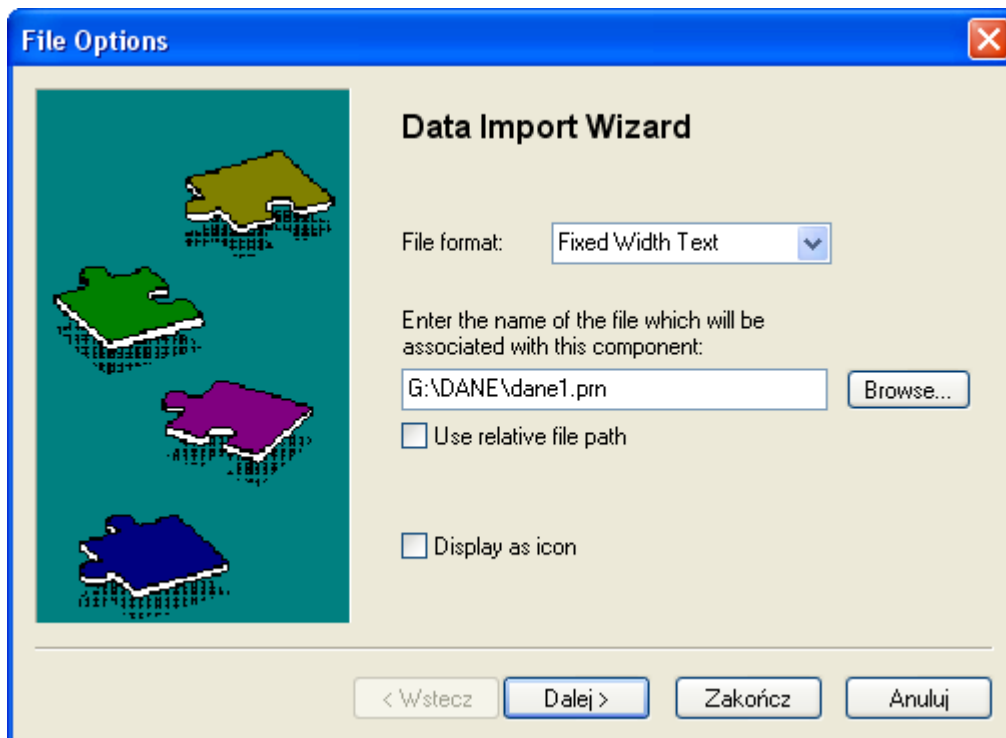 File Options
Data Import Wizard
File format: Fixed Width Text
Enter the name of the file which will be
associated with this component:
G:\DANE\dane1.prn Browse...
Use relative file path
Display as icon
< Wstecz Dalej > Zakończ Anuluj